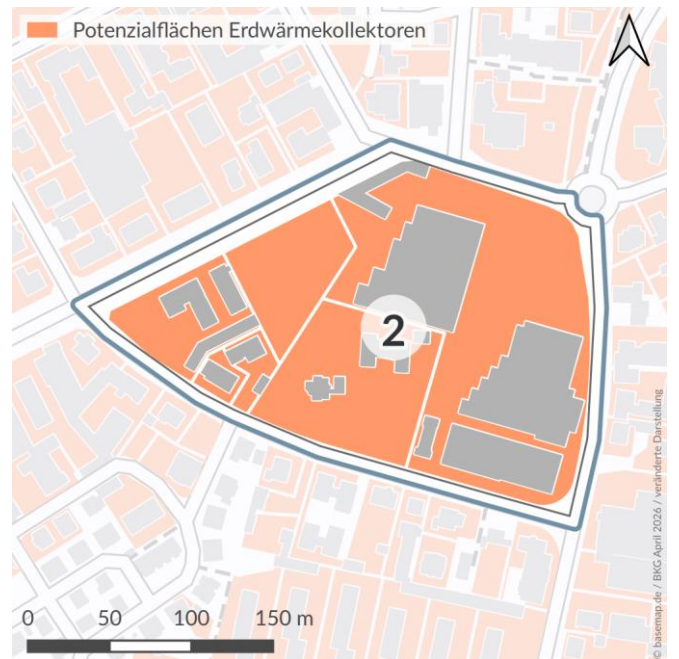 Potenzialflächen Erdwärmekollektoren
2
0 50 100 150 m
© basemap.de / BKG April 2026 / veränderte Darstellung